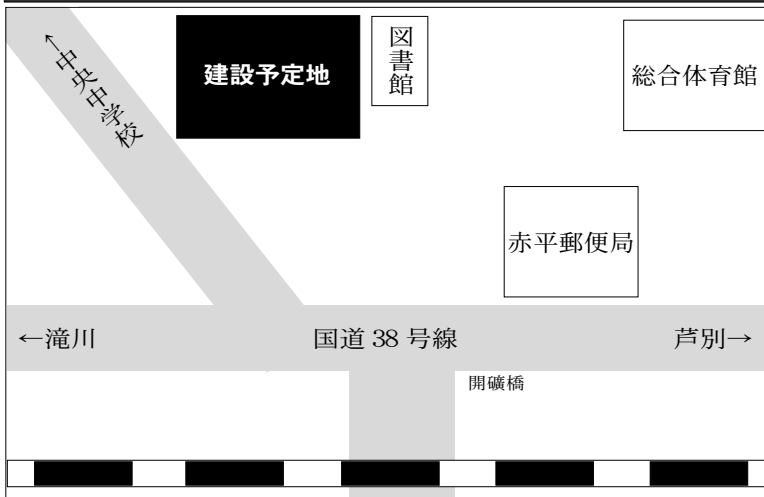 ←中央中学校
建設予定地
図書館
総合体育館
赤平郵便局
←滝川
国道 38 号線
芦別→
開礦橋